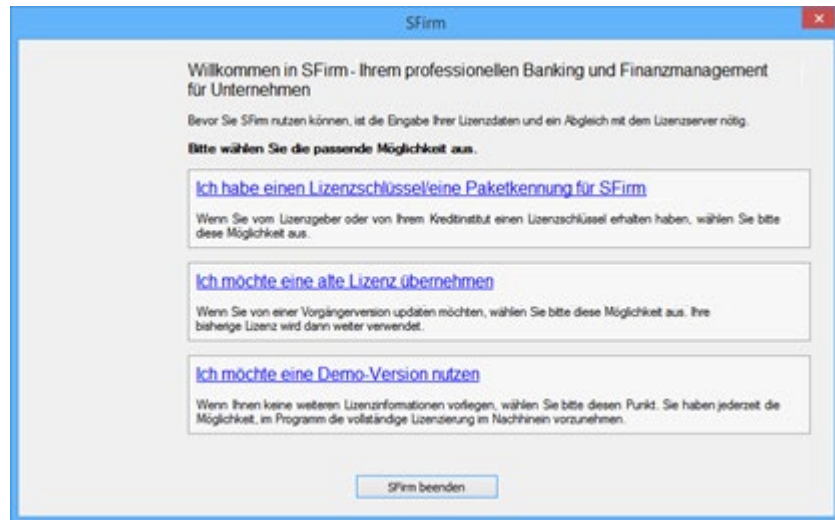 SFirm
Willkommen in SFirm - Ihrem professionellen Banking und Finanzmanagement
für Unternehmen
Bevor Sie SFirm nutzen können, ist die Eingabe Ihrer Lizenzdaten und ein Abgleich mit dem Lizenzserver nötig.
Bitte wählen Sie die passende Möglichkeit aus.
Ich habe einen Lizenzschlüssel/eine Paketkennung für SFirm
Wenn Sie vom Lizenzgeber oder von Ihrem Kreditinstitut einen Lizenzschlüssel erhalten haben, wählen Sie bitte
diese Möglichkeit aus.
Ich möchte eine alte Lizenz übernehmen
Wenn Sie von einer Vorgängerversion updaten möchten, wählen Sie bitte diese Möglichkeit aus. Ihre
bisherige Lizenz wird dann weiter verwendet.
Ich möchte eine Demo-Version nutzen
Wenn Ihnen keine weiteren Lizenzinformationen vorliegen, wählen Sie bitte diesen Punkt. Sie haben jederzeit die
Möglichkeit, im Programm die vollständige Lizenzierung im Nachhinein vorzunehmen.
SFirm beenden